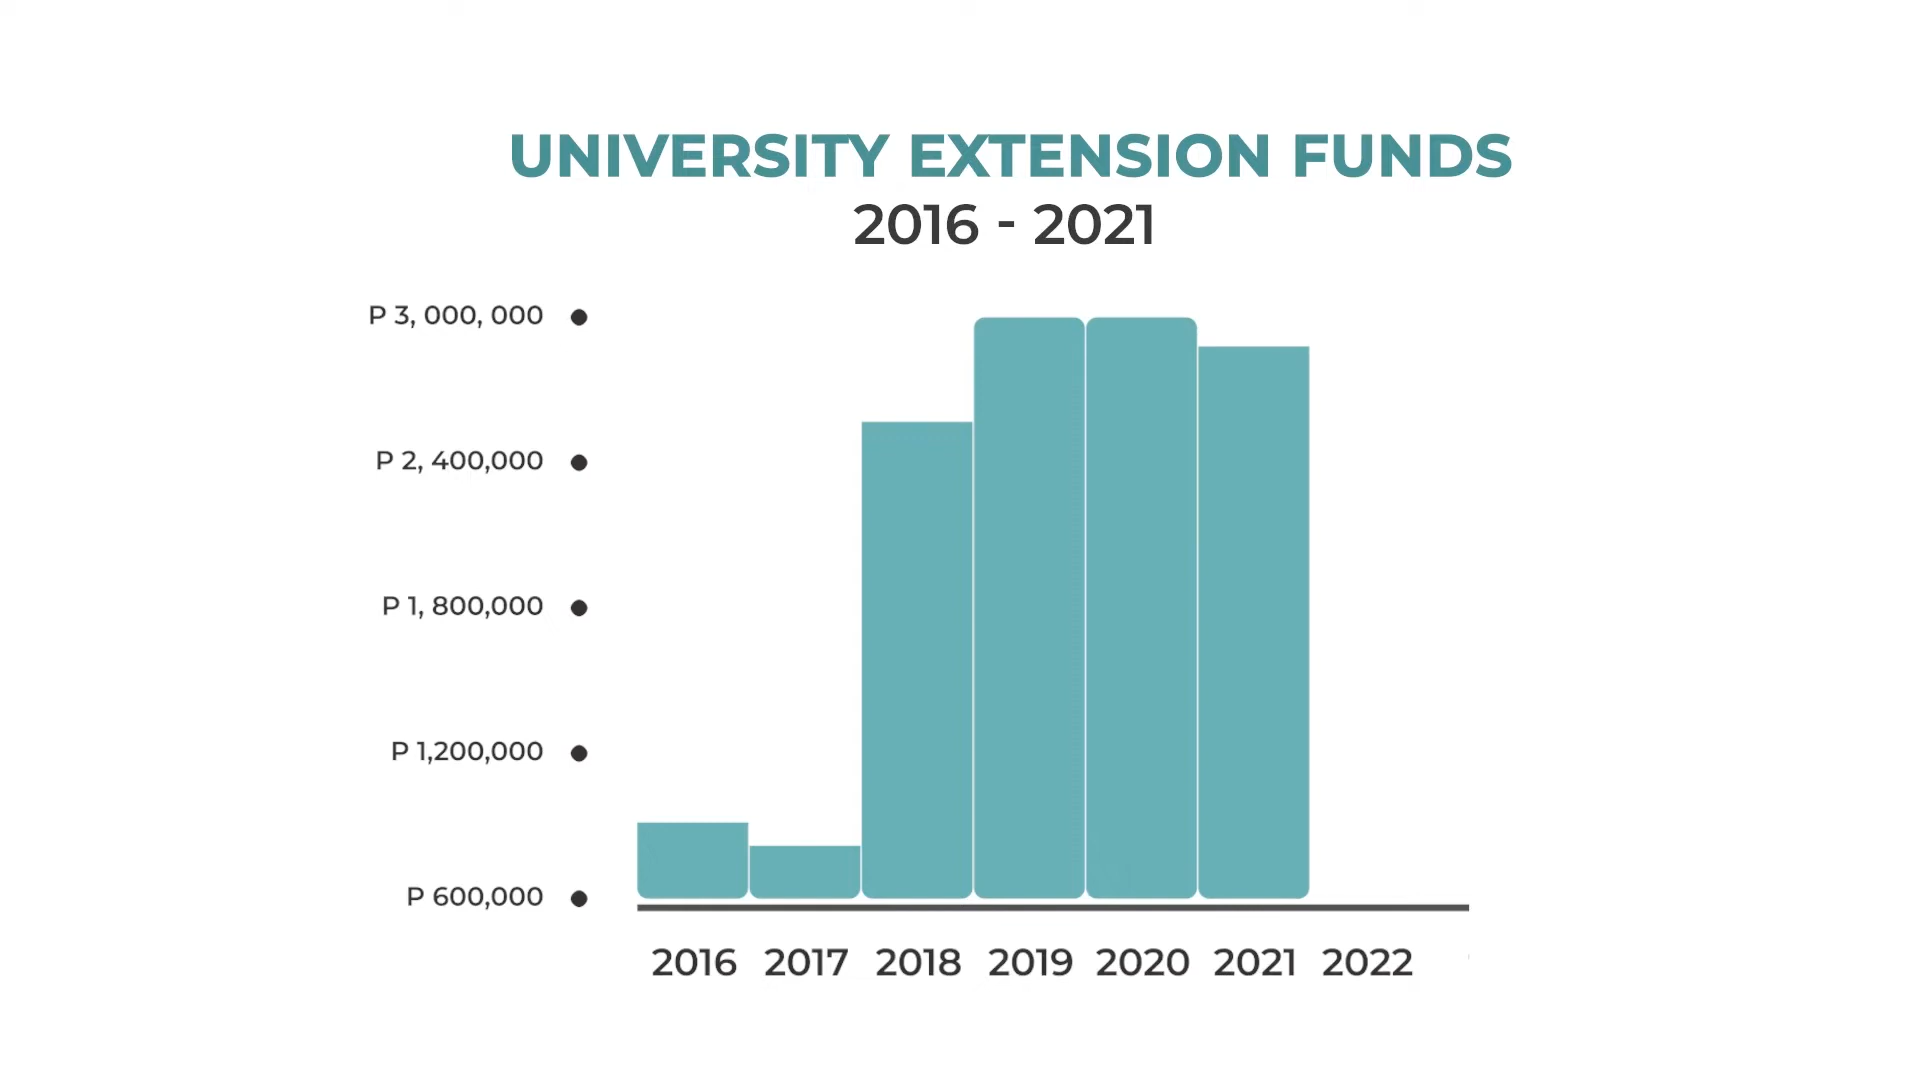 UNIVERSITY EXTENSION FUNDS
2016 - 2021
P 3, 000, 000
P 2, 400,000
P 1, 800,000
P 1,200,000
P 600,000
2016 2017 2018 2019 2020 2021 2022